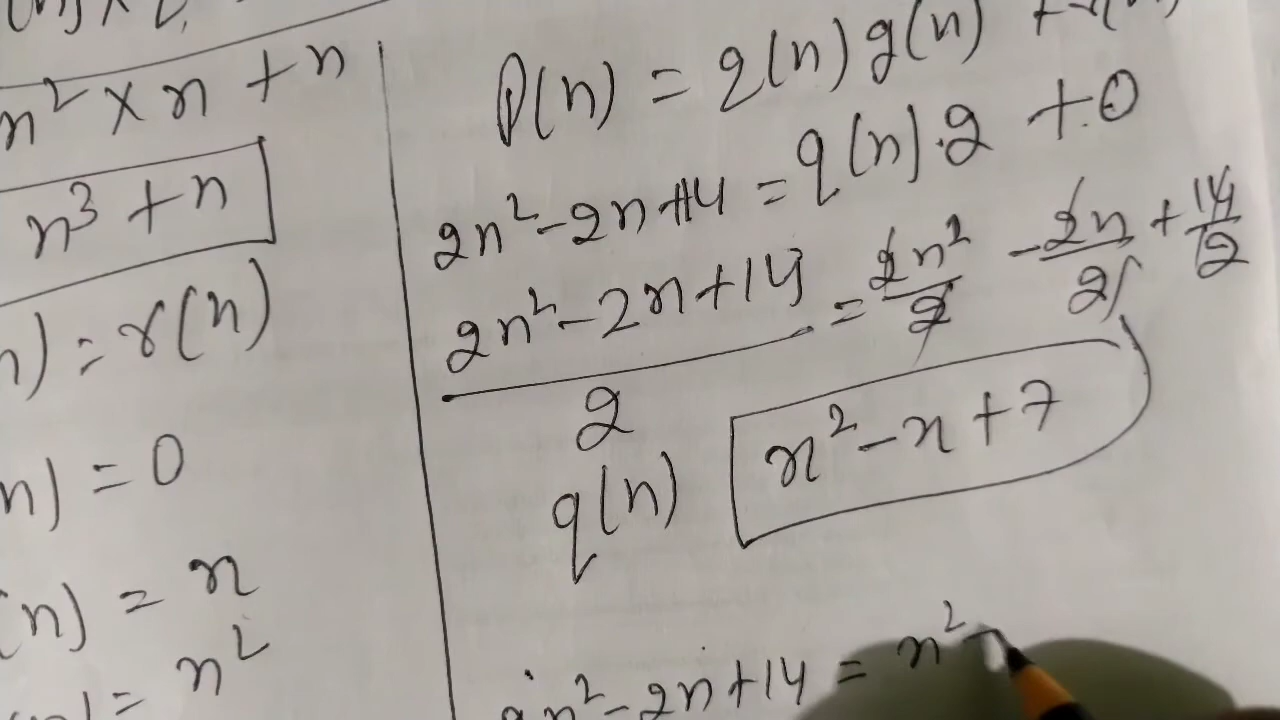 n² × n + n
n³ + n
) = r(n)
n) = 0
(n) = n
= n²
P(n) = q(n) g(n) +
2n² - 2n + 14 = q(n).2 + 0
2n² - 2n + 14 / 2 = 2n²/2 - 2n/2 + 14/2
q(n) n² - n + 7
2n² - 2n + 14 = n² -